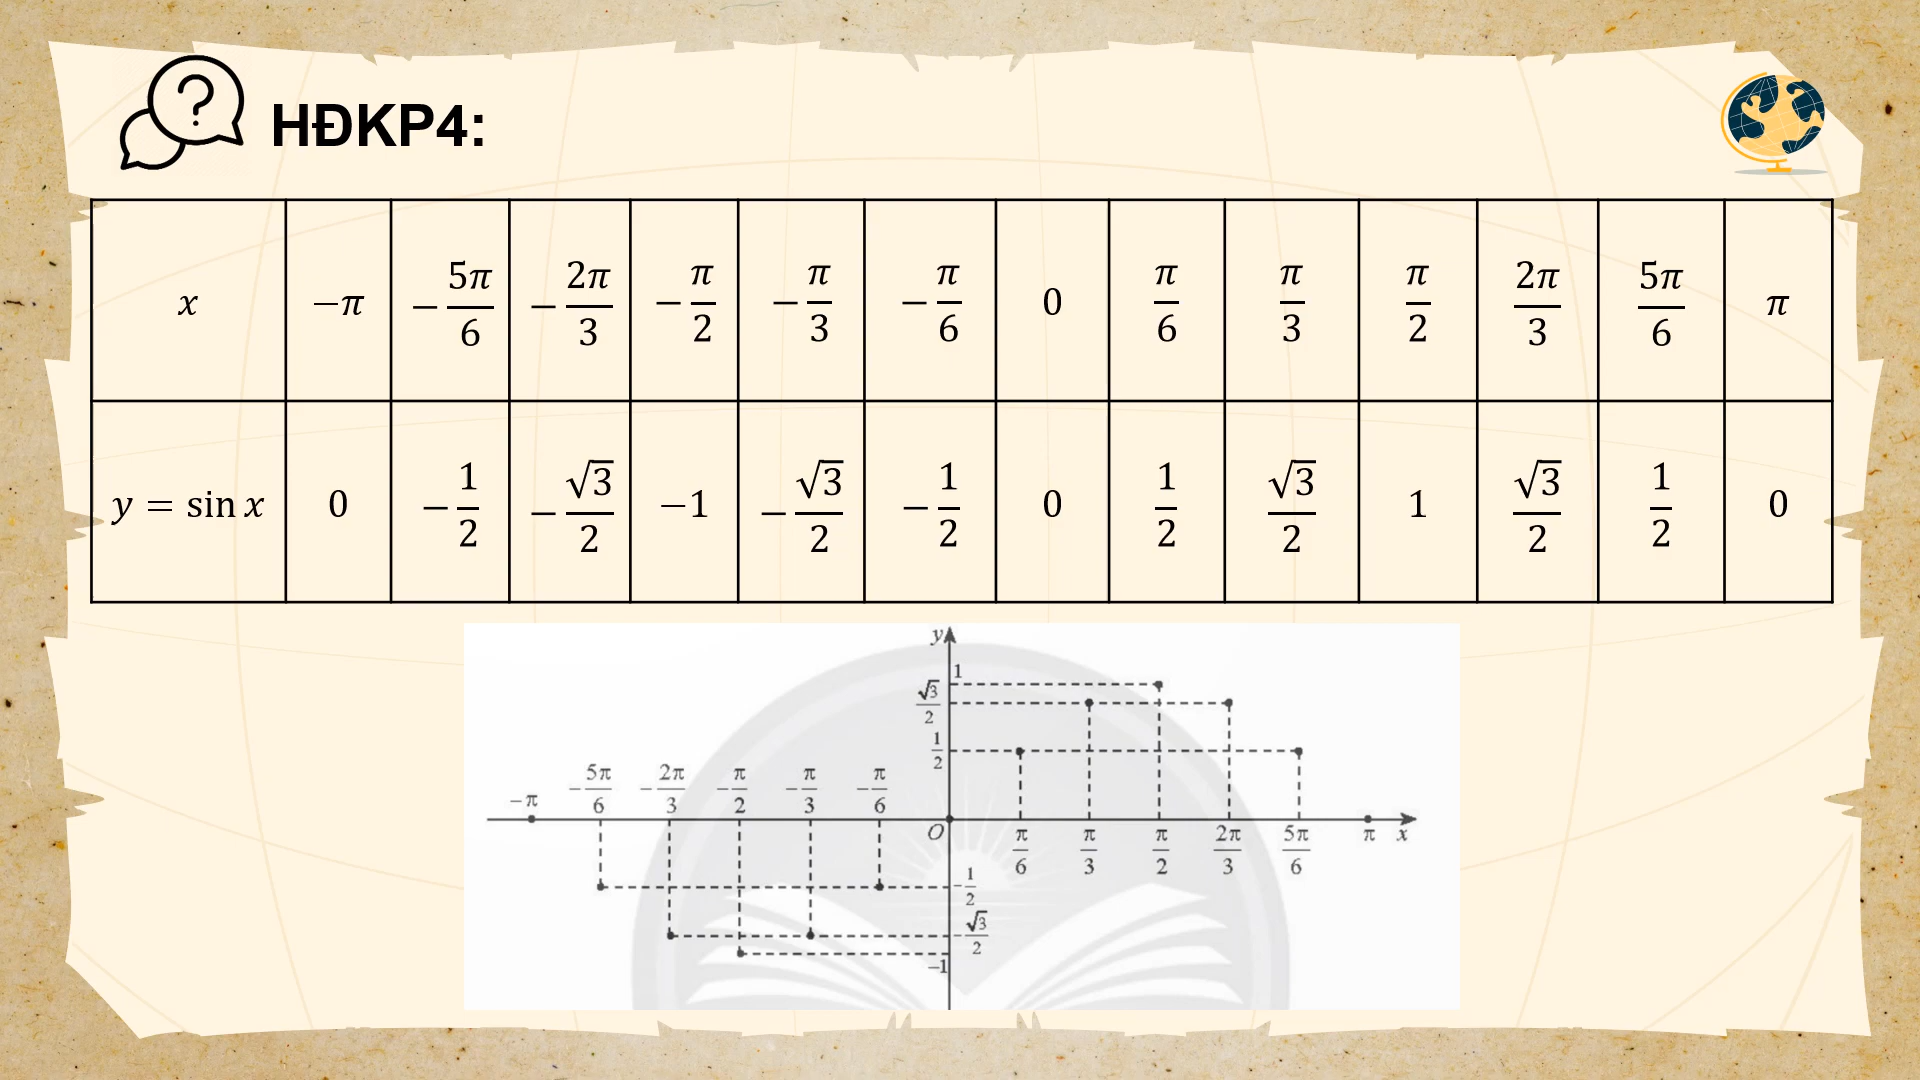 ?
HĐKP4:
x −π −5π/6 −2π/3 −π/2 −π/3 −π/6 0 π/6 π/3 π/2 2π/3 5π/6 π
y = sin x 0 −1/2 −√3/2 −1 −√3/2 −1/2 0 1/2 √3/2 1 √3/2 1/2 0
y
1
√3/2
1/2
−π −5π/6 −2π/3 −π/2 −π/3 −π/6
O π/6 π/3 π/2 2π/3 5π/6 π x
−1/2
−√3/2
−1